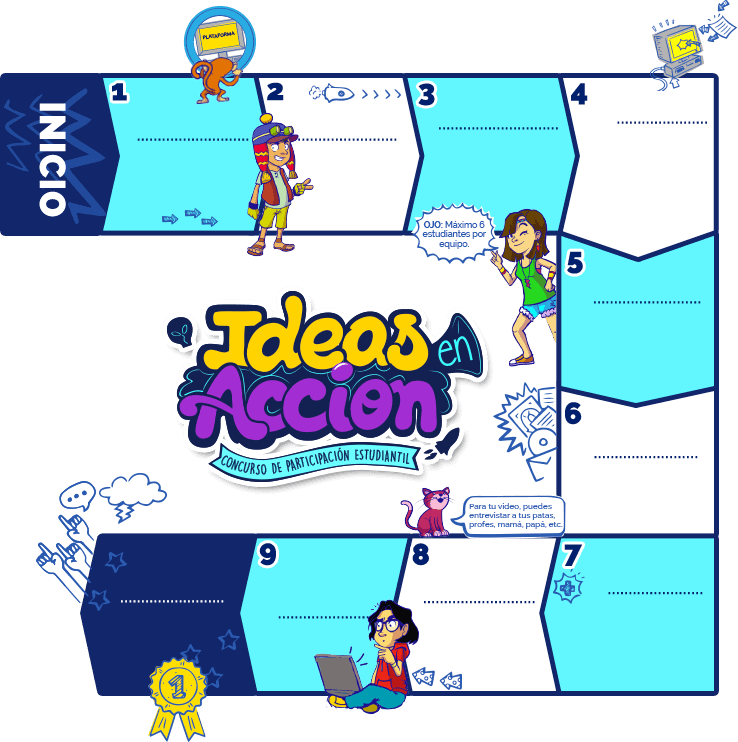 PLATAFORMA
INICIO
1
2
3
4
OJO: Máximo 6
estudiantes por
equipo.
5
Ideas en
Acción
CONCURSO DE PARTICIPACIÓN ESTUDIANTIL
6
Para tu video, puedes
entrevistar a tus patas,
profes, mamá, papá, etc.
9
8
7
1